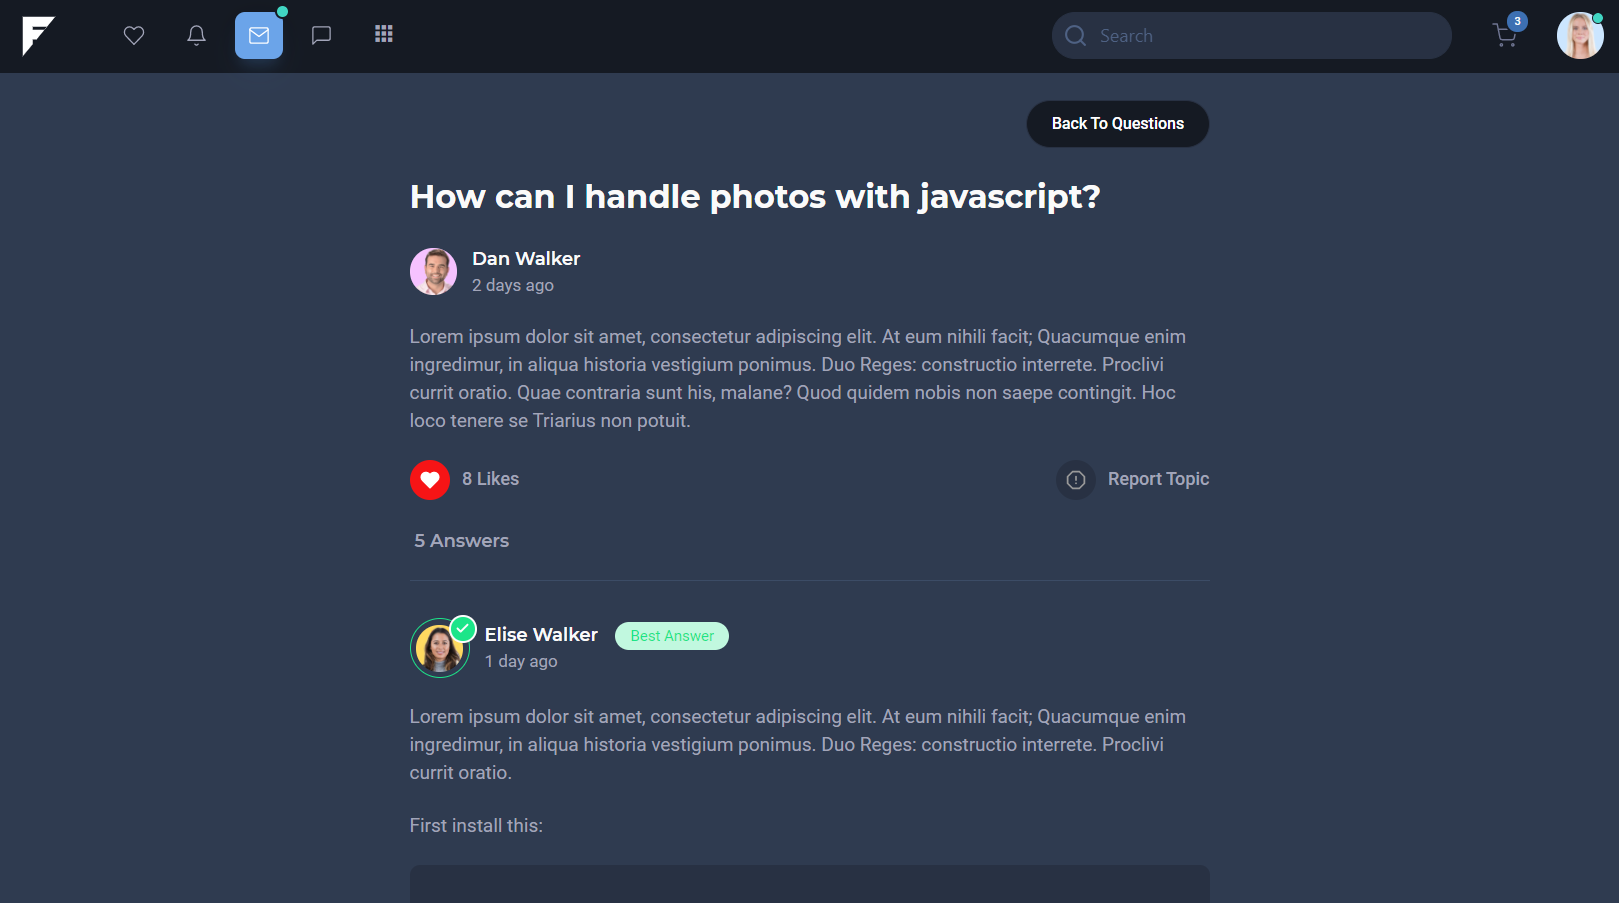 Search
3
Back To Questions
How can I handle photos with javascript?
Dan Walker
2 days ago
Lorem ipsum dolor sit amet, consectetur adipiscing elit. At eum nihili facit; Quacumque enim
ingredimur, in aliqua historia vestigium ponimus. Duo Reges: constructio interrete. Proclivi
currit oratio. Quae contraria sunt his, malane? Quod quidem nobis non saepe contingit. Hoc
loco tenere se Triarius non potuit.
8 Likes
Report Topic
5 Answers
Elise Walker
Best Answer
1 day ago
Lorem ipsum dolor sit amet, consectetur adipiscing elit. At eum nihili facit; Quacumque enim
ingredimur, in aliqua historia vestigium ponimus. Duo Reges: constructio interrete. Proclivi
currit oratio.
First install this: